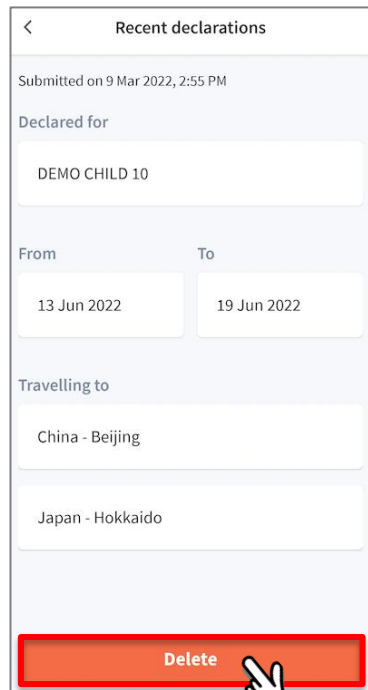 Recent declarations
Submitted on 9 Mar 2022, 2:55 PM
Declared for
DEMO CHILD 10
From To
13 Jun 2022 19 Jun 2022
Travelling to
China - Beijing
Japan - Hokkaido
Delete